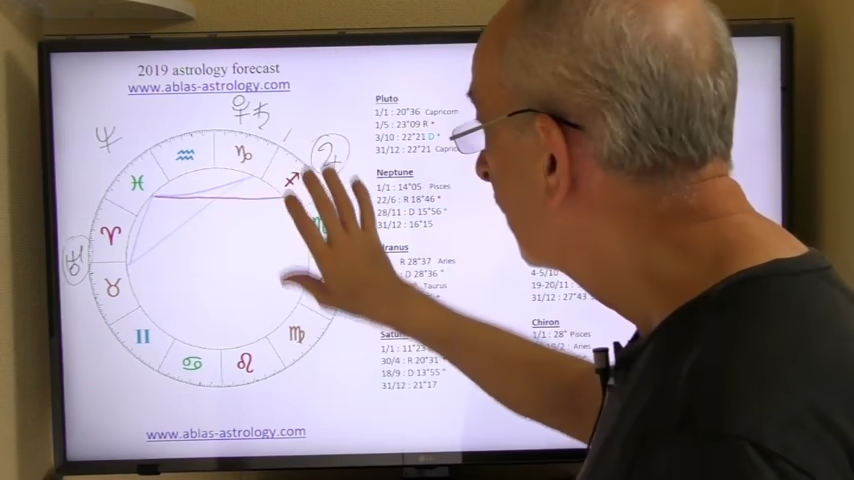 2019 astrology forecast
www.ablas-astrology.com
Pluto
1/1 : 20°36 Capricorn
1/5 : 23°09 R *
3/10 : 22°21 D *
31/12 : 22°21 Capric
Neptune
1/1 : 14°05 Pisces
22/6 : R 18°46 *
28/11 : D 15°56 *
31/12 : 16°15
R 28°37 Aries
D 28°36 *
Taurus
1/1 : 11°
30/4 : R 20°31 *
18/9 : D 13°55 *
31/12 : 21°17
4-5/10
19-20/11
31/12 : 27°43
Chiron
1/1 : 28° Pisces
Aries
www.ablas-astrology.com
LG